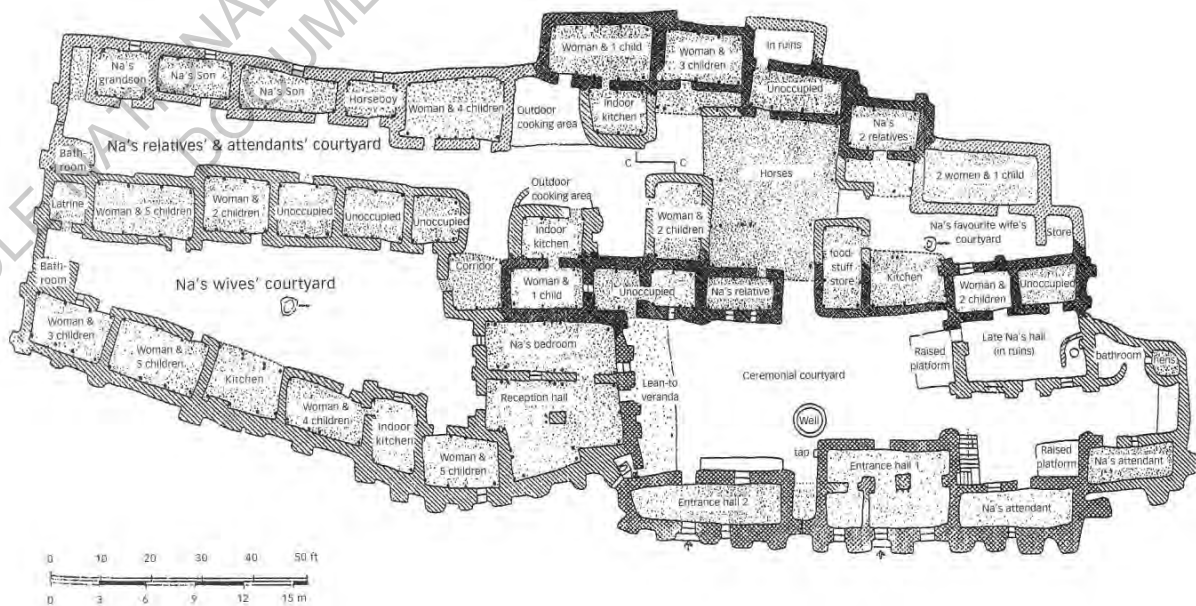 Woman & 1 child
Woman &
3 children
In ruins
Unoccupied
Na's
grandson
Na's Son
Na's Son
Horseboy
Woman & 4 children
Outdoor
cooking area
Indoor
kitchen
Na's
2 relatives
Na's relatives' & attendants' courtyard
C
C
Horses
2 women & 1 child
Bath-
room
Latrine
Woman & 5 children
Woman &
2 children
Unoccupied
Unoccupied
Unoccupied
Outdoor
cooking area
Indoor
kitchen
Woman &
2 children
Na's favourite wife's
courtyard
Store
food-
stuff
store
Kitchen
Bath-
room
Na's wives' courtyard
Corridor
Woman &
1 child
Unoccupied
Na's relative
Woman &
2 children
Unoccupied
Woman &
3 children
Woman &
5 children
Kitchen
Woman &
4 children
Indoor
kitchen
Woman &
5 children
Na's bedroom
Reception hall
Lean-to
veranda
Ceremonial courtyard
Raised
platform
Late Na's hall
(in ruins)
bathroom
Hens
Well
tap
Entrance hall 1
Entrance hall 2
Raised
platform
Na's attendant
Na's attendant
0 10 20 30 40 50 ft
0 3 6 9 12 15 m